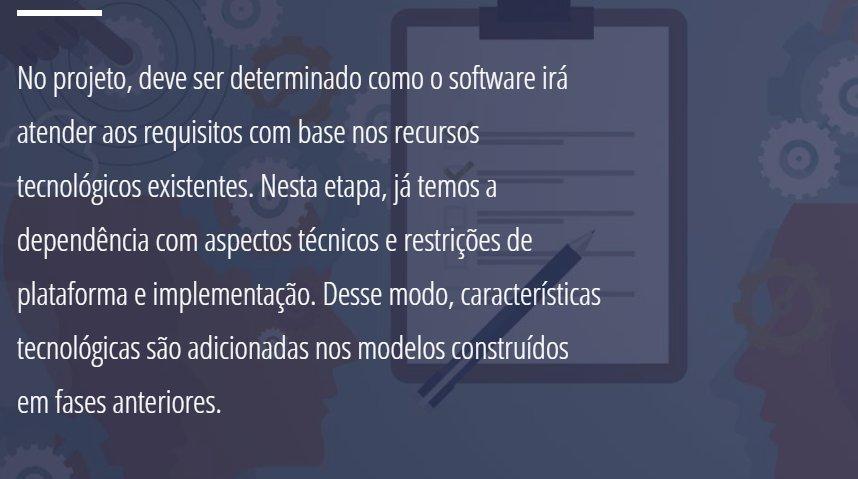 No projeto, deve ser determinado como o software irá
atender aos requisitos com base nos recursos
tecnológicos existentes. Nesta etapa, já temos a
dependência com aspectos técnicos e restrições de
plataforma e implementação. Desse modo, características
tecnológicas são adicionadas nos modelos construídos
em fases anteriores.